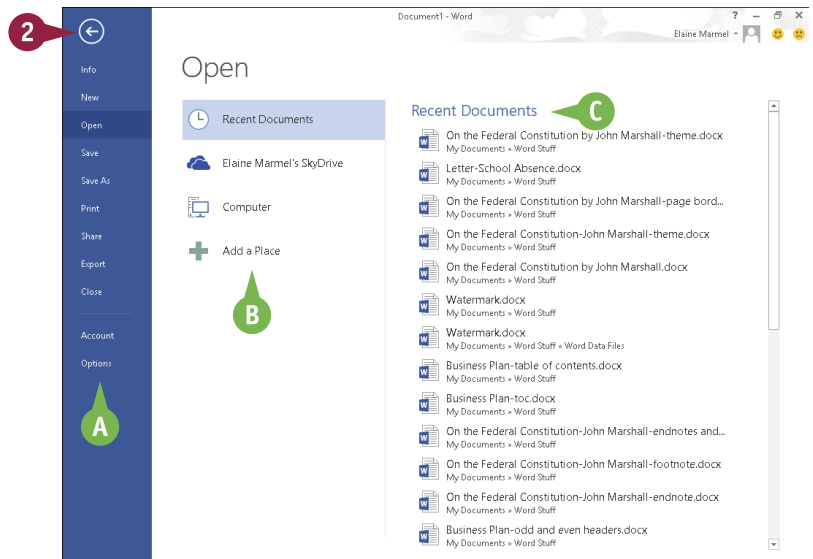 Document1 - Word
?
Elaine Marmel
2
Info
New
Open
Save
Save As
Print
Share
Export
Close
Account
Options
A
Open
Recent Documents
Elaine Marmel's SkyDrive
Computer
Add a Place
B
Recent Documents
C
On the Federal Constitution by John Marshall-theme.docx
My Documents » Word Stuff
Letter-School Absence.docx
My Documents » Word Stuff
On the Federal Constitution by John Marshall-page bord...
My Documents » Word Stuff
On the Federal Constitution-John Marshall-theme.docx
My Documents » Word Stuff
On the Federal Constitution by John Marshall.docx
My Documents » Word Stuff
Watermark.docx
My Documents » Word Stuff
Watermark.docx
My Documents » Word Stuff » Word Data Files
Business Plan-table of contents.docx
My Documents » Word Stuff
Business Plan-toc.docx
My Documents » Word Stuff
On the Federal Constitution-John Marshall-endnotes and...
My Documents » Word Stuff
On the Federal Constitution-John Marshall-footnote.docx
My Documents » Word Stuff
On the Federal Constitution-John Marshall-endnote.docx
My Documents » Word Stuff
Business Plan-odd and even headers.docx
My Documents » Word Stuff